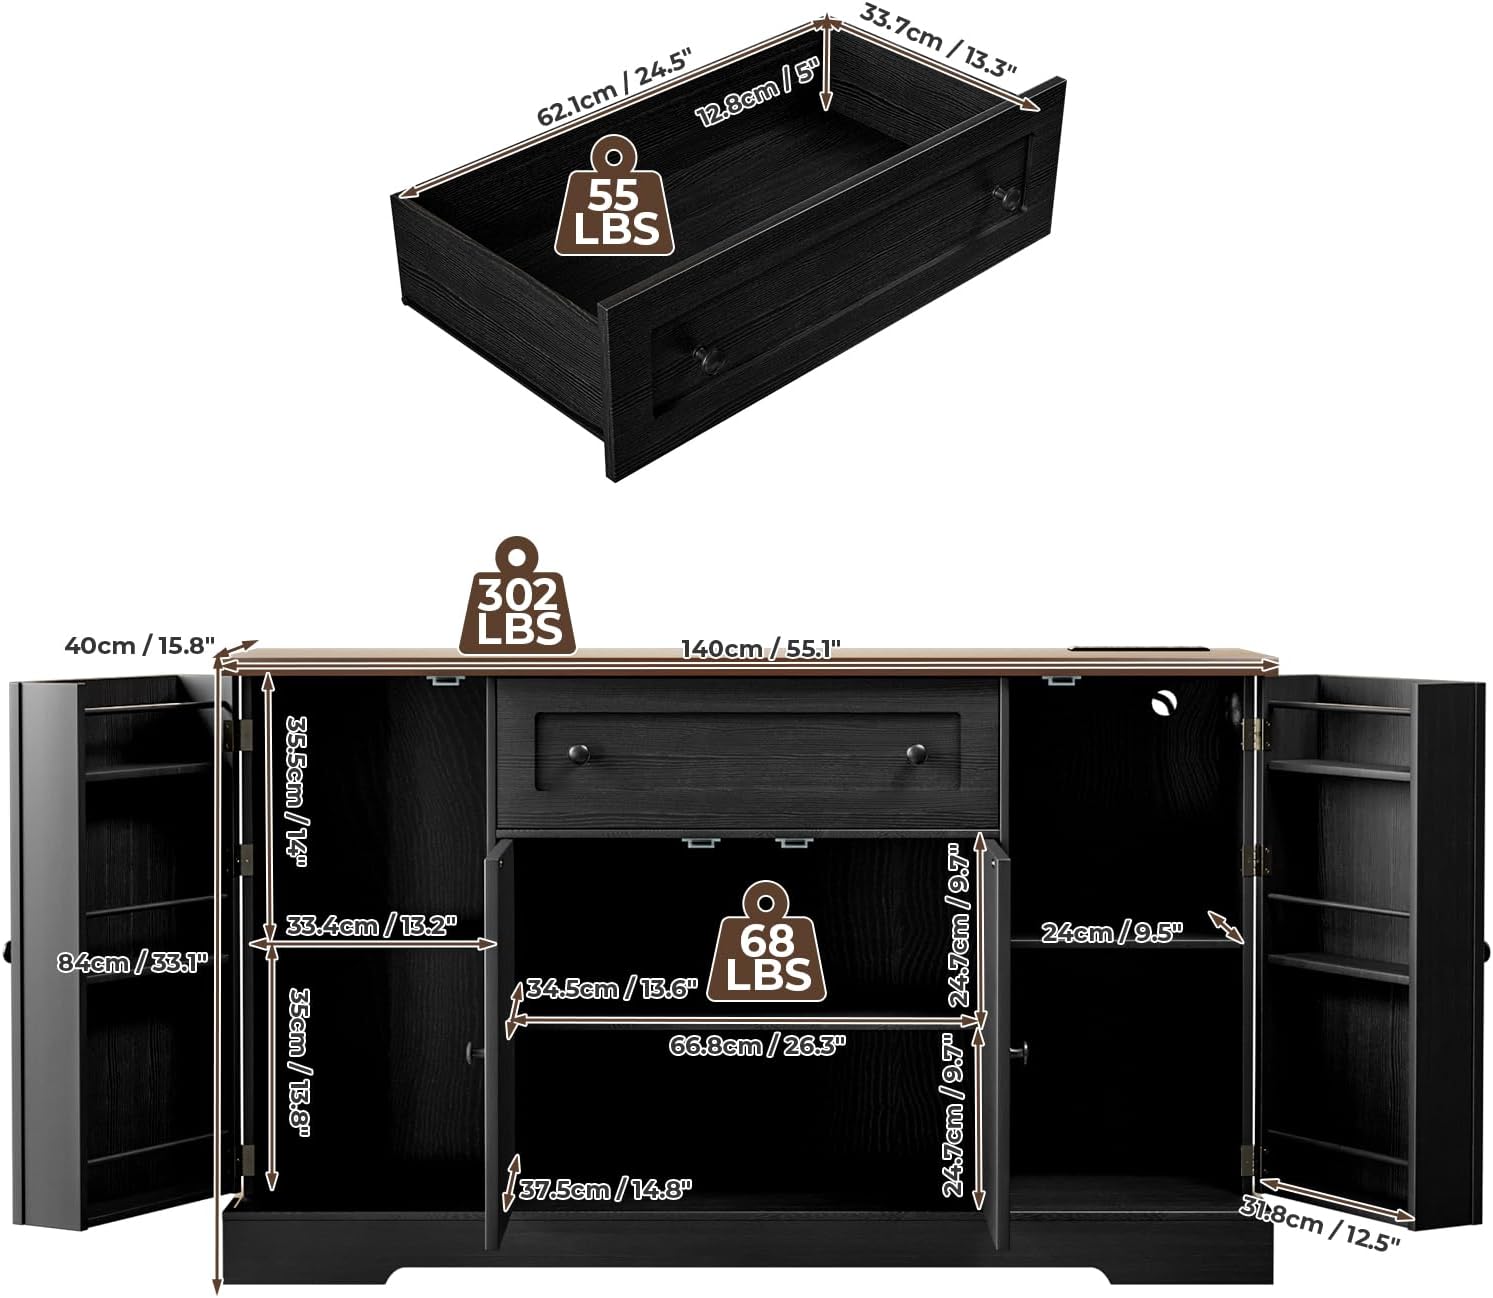 33.7cm / 13.3"
62.1cm / 24.5"
12.8cm / 5"
55
LBS
302
LBS
40cm / 15.8"
140cm / 55.1"
35.5cm / 14"
33.4cm / 13.2"
24.7cm / 9.7"
24cm / 9.5"
68
LBS
84cm / 33.1"
34.5cm / 13.6"
66.8cm / 26.3"
35cm / 13.8"
24.7cm / 9.7"
37.5cm / 14.8"
31.8cm / 12.5"